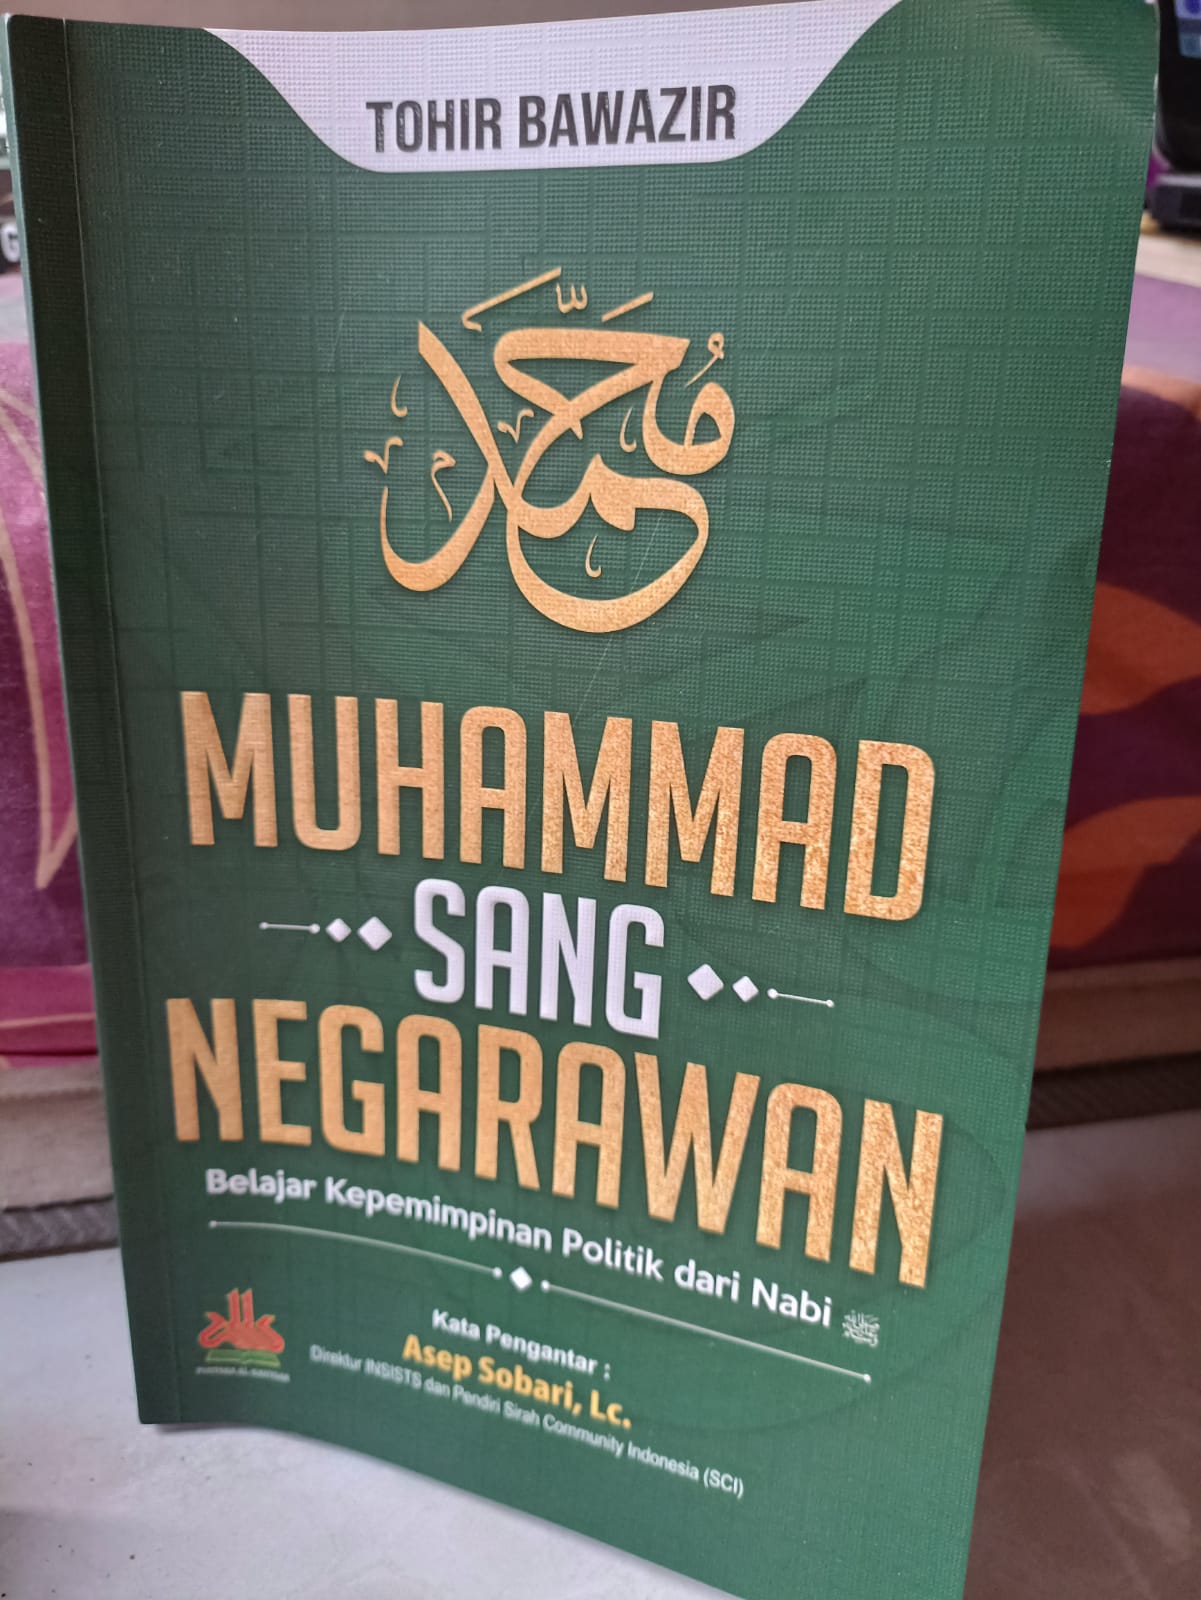 TOHIR BAWAZIR
مُحَمَّد
MUHAMMAD
SANG
NEGARAWAN
Belajar Kepemimpinan Politik dari Nabi ﷺ
Kata Pengantar :
Asep Sobari, Lc.
Direktur INSISTS dan Pendiri Sirah Community Indonesia (SCI)